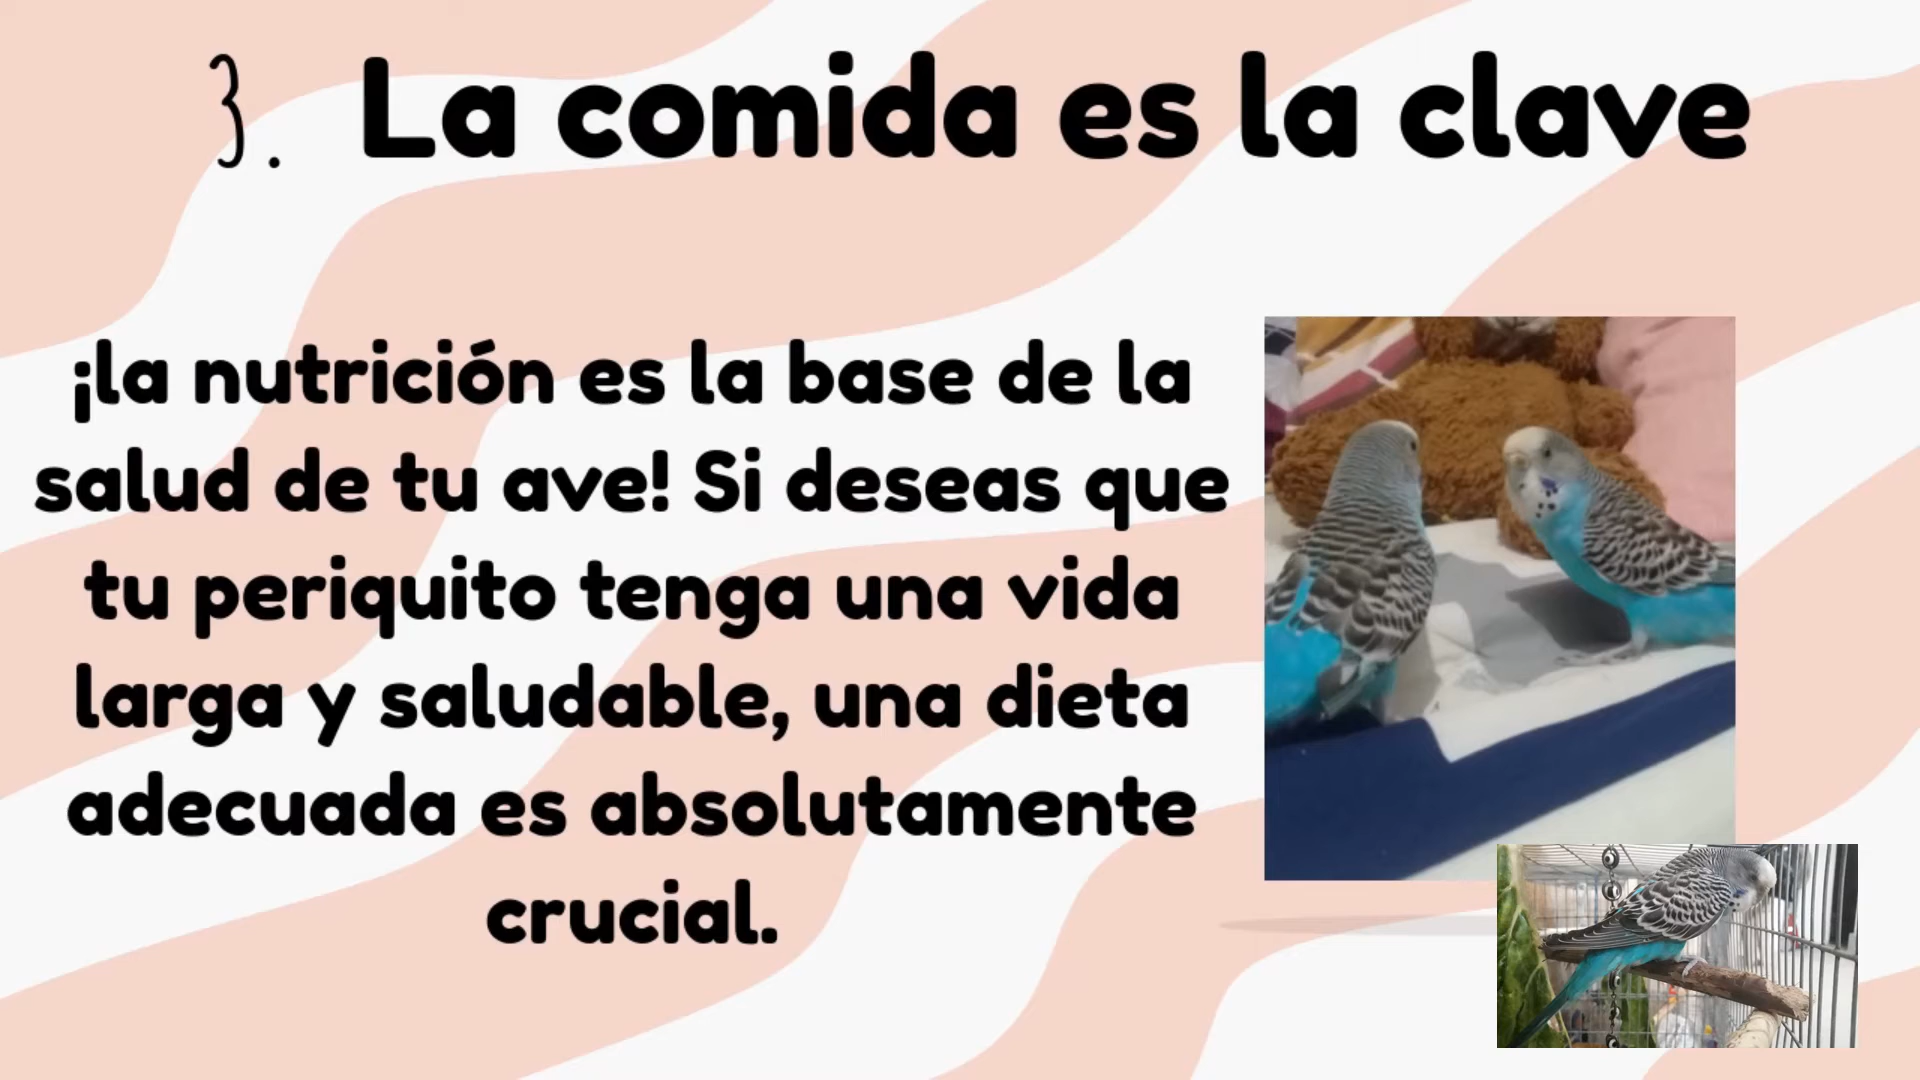 3. La comida es la clave
¡la nutrición es la base de la
salud de tu ave! Si deseas que
tu periquito tenga una vida
larga y saludable, una dieta
adecuada es absolutamente
crucial.